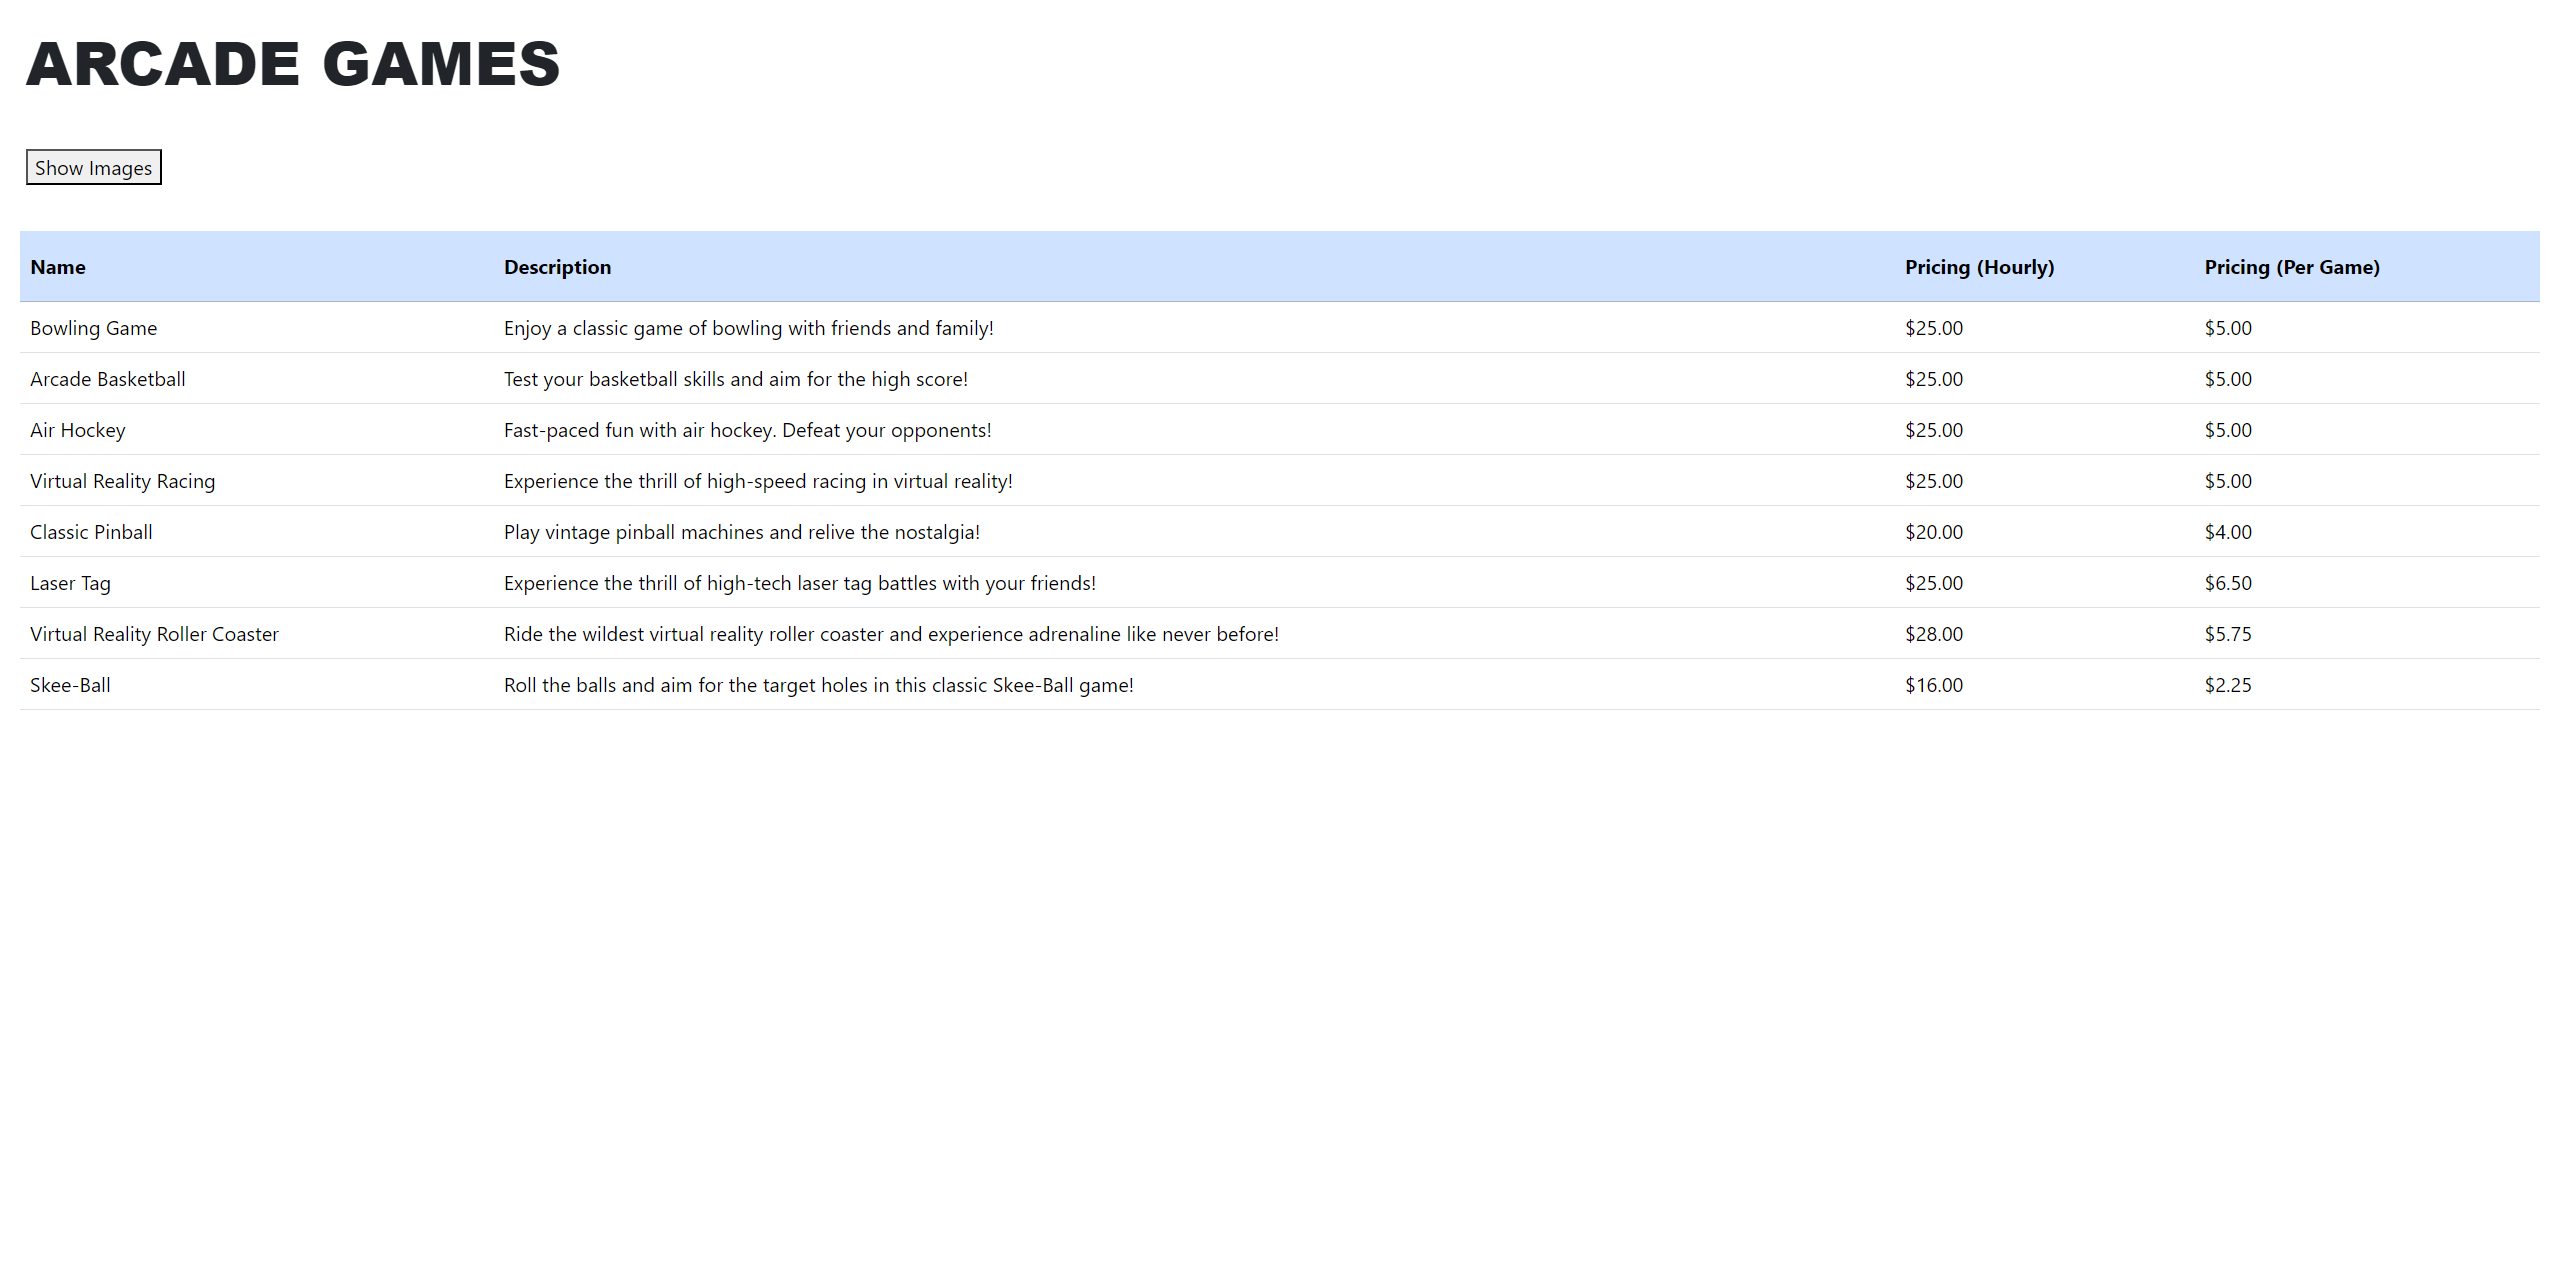 ARCADE GAMES
Show Images
Name Description Pricing (Hourly) Pricing (Per Game)
Bowling Game Enjoy a classic game of bowling with friends and family! $25.00 $5.00
Arcade Basketball Test your basketball skills and aim for the high score! $25.00 $5.00
Air Hockey Fast-paced fun with air hockey. Defeat your opponents! $25.00 $5.00
Virtual Reality Racing Experience the thrill of high-speed racing in virtual reality! $25.00 $5.00
Classic Pinball Play vintage pinball machines and relive the nostalgia! $20.00 $4.00
Laser Tag Experience the thrill of high-tech laser tag battles with your friends! $25.00 $6.50
Virtual Reality Roller Coaster Ride the wildest virtual reality roller coaster and experience adrenaline like never before! $28.00 $5.75
Skee-Ball Roll the balls and aim for the target holes in this classic Skee-Ball game! $16.00 $2.25